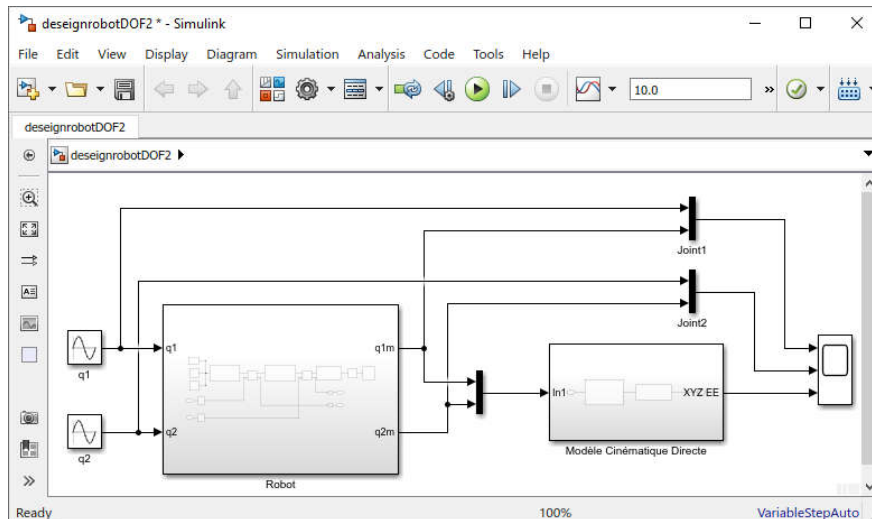 deseignrobotDOF2 * - Simulink
File Edit View Display Diagram Simulation Analysis Code Tools Help
10.0 »
deseignrobotDOF2
deseignrobotDOF2
Joint1
Joint2
q1
q1m
q1
In1
XYZ EE
q2
q2m
q2
Modèle Cinématique Directe
Robot
Ready 100% VariableStepAuto